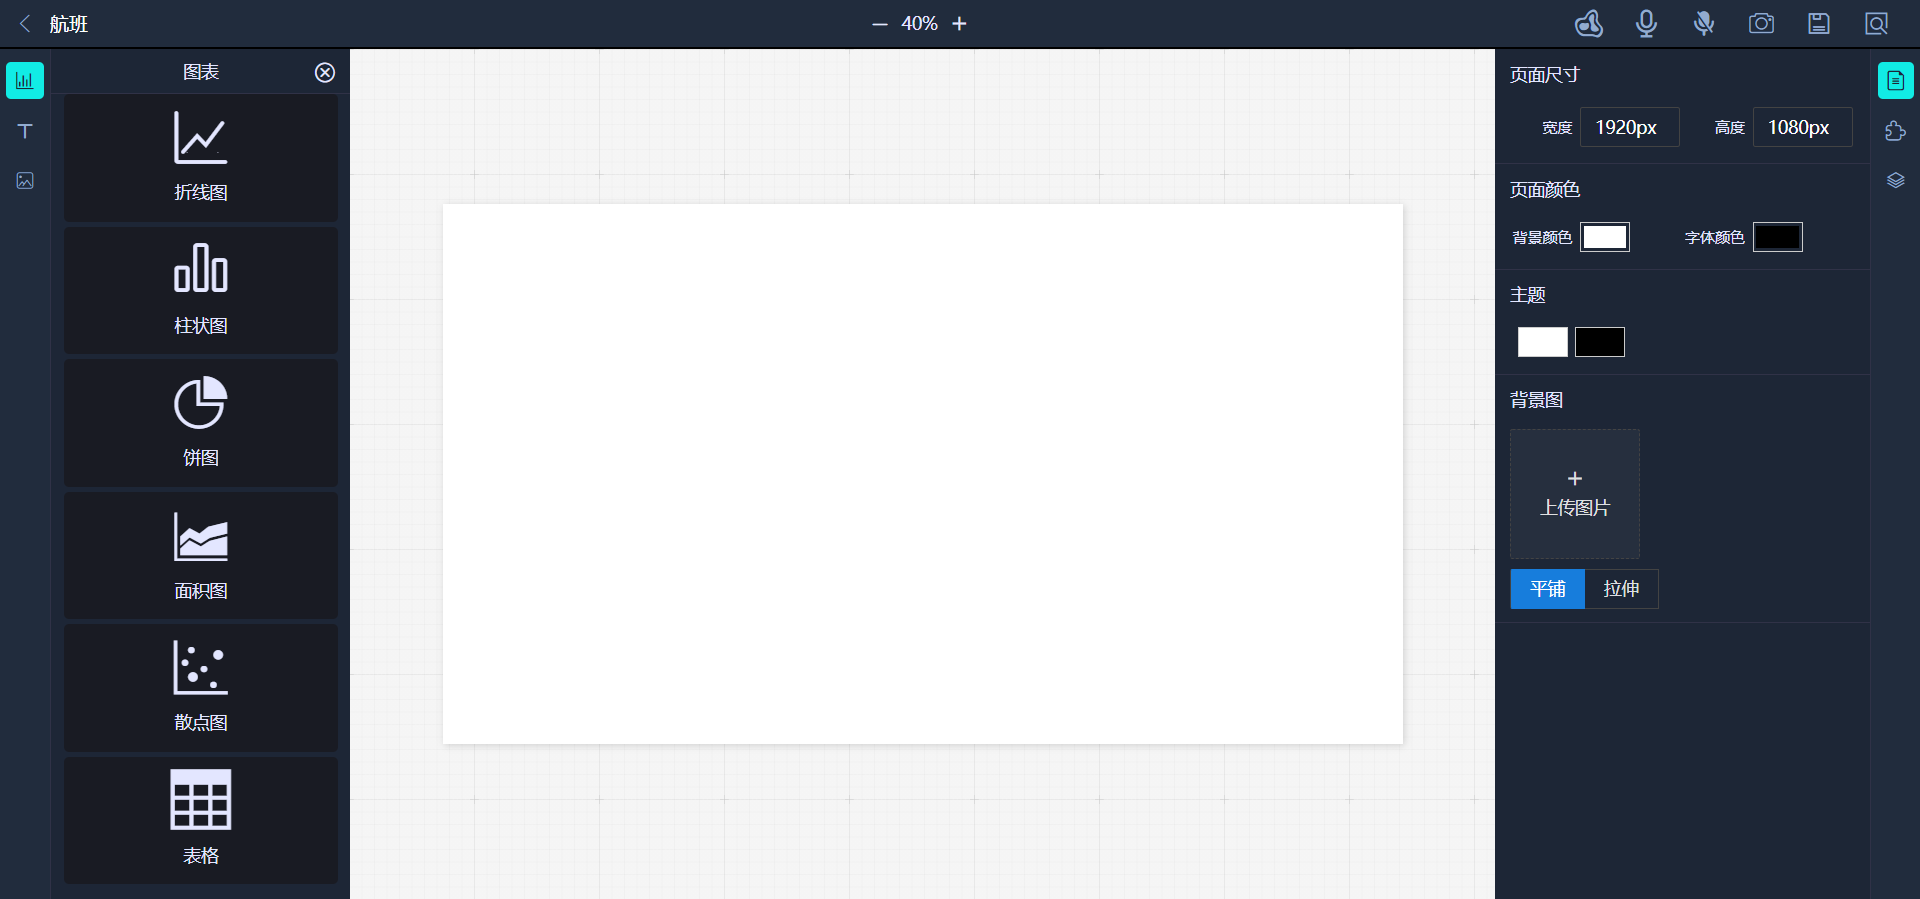 航班
40%
图表
折线图
柱状图
饼图
面积图
散点图
表格
页面尺寸
宽度 1920px 高度 1080px
页面颜色
背景颜色 字体颜色
主题
背景图
上传图片
平铺 拉伸